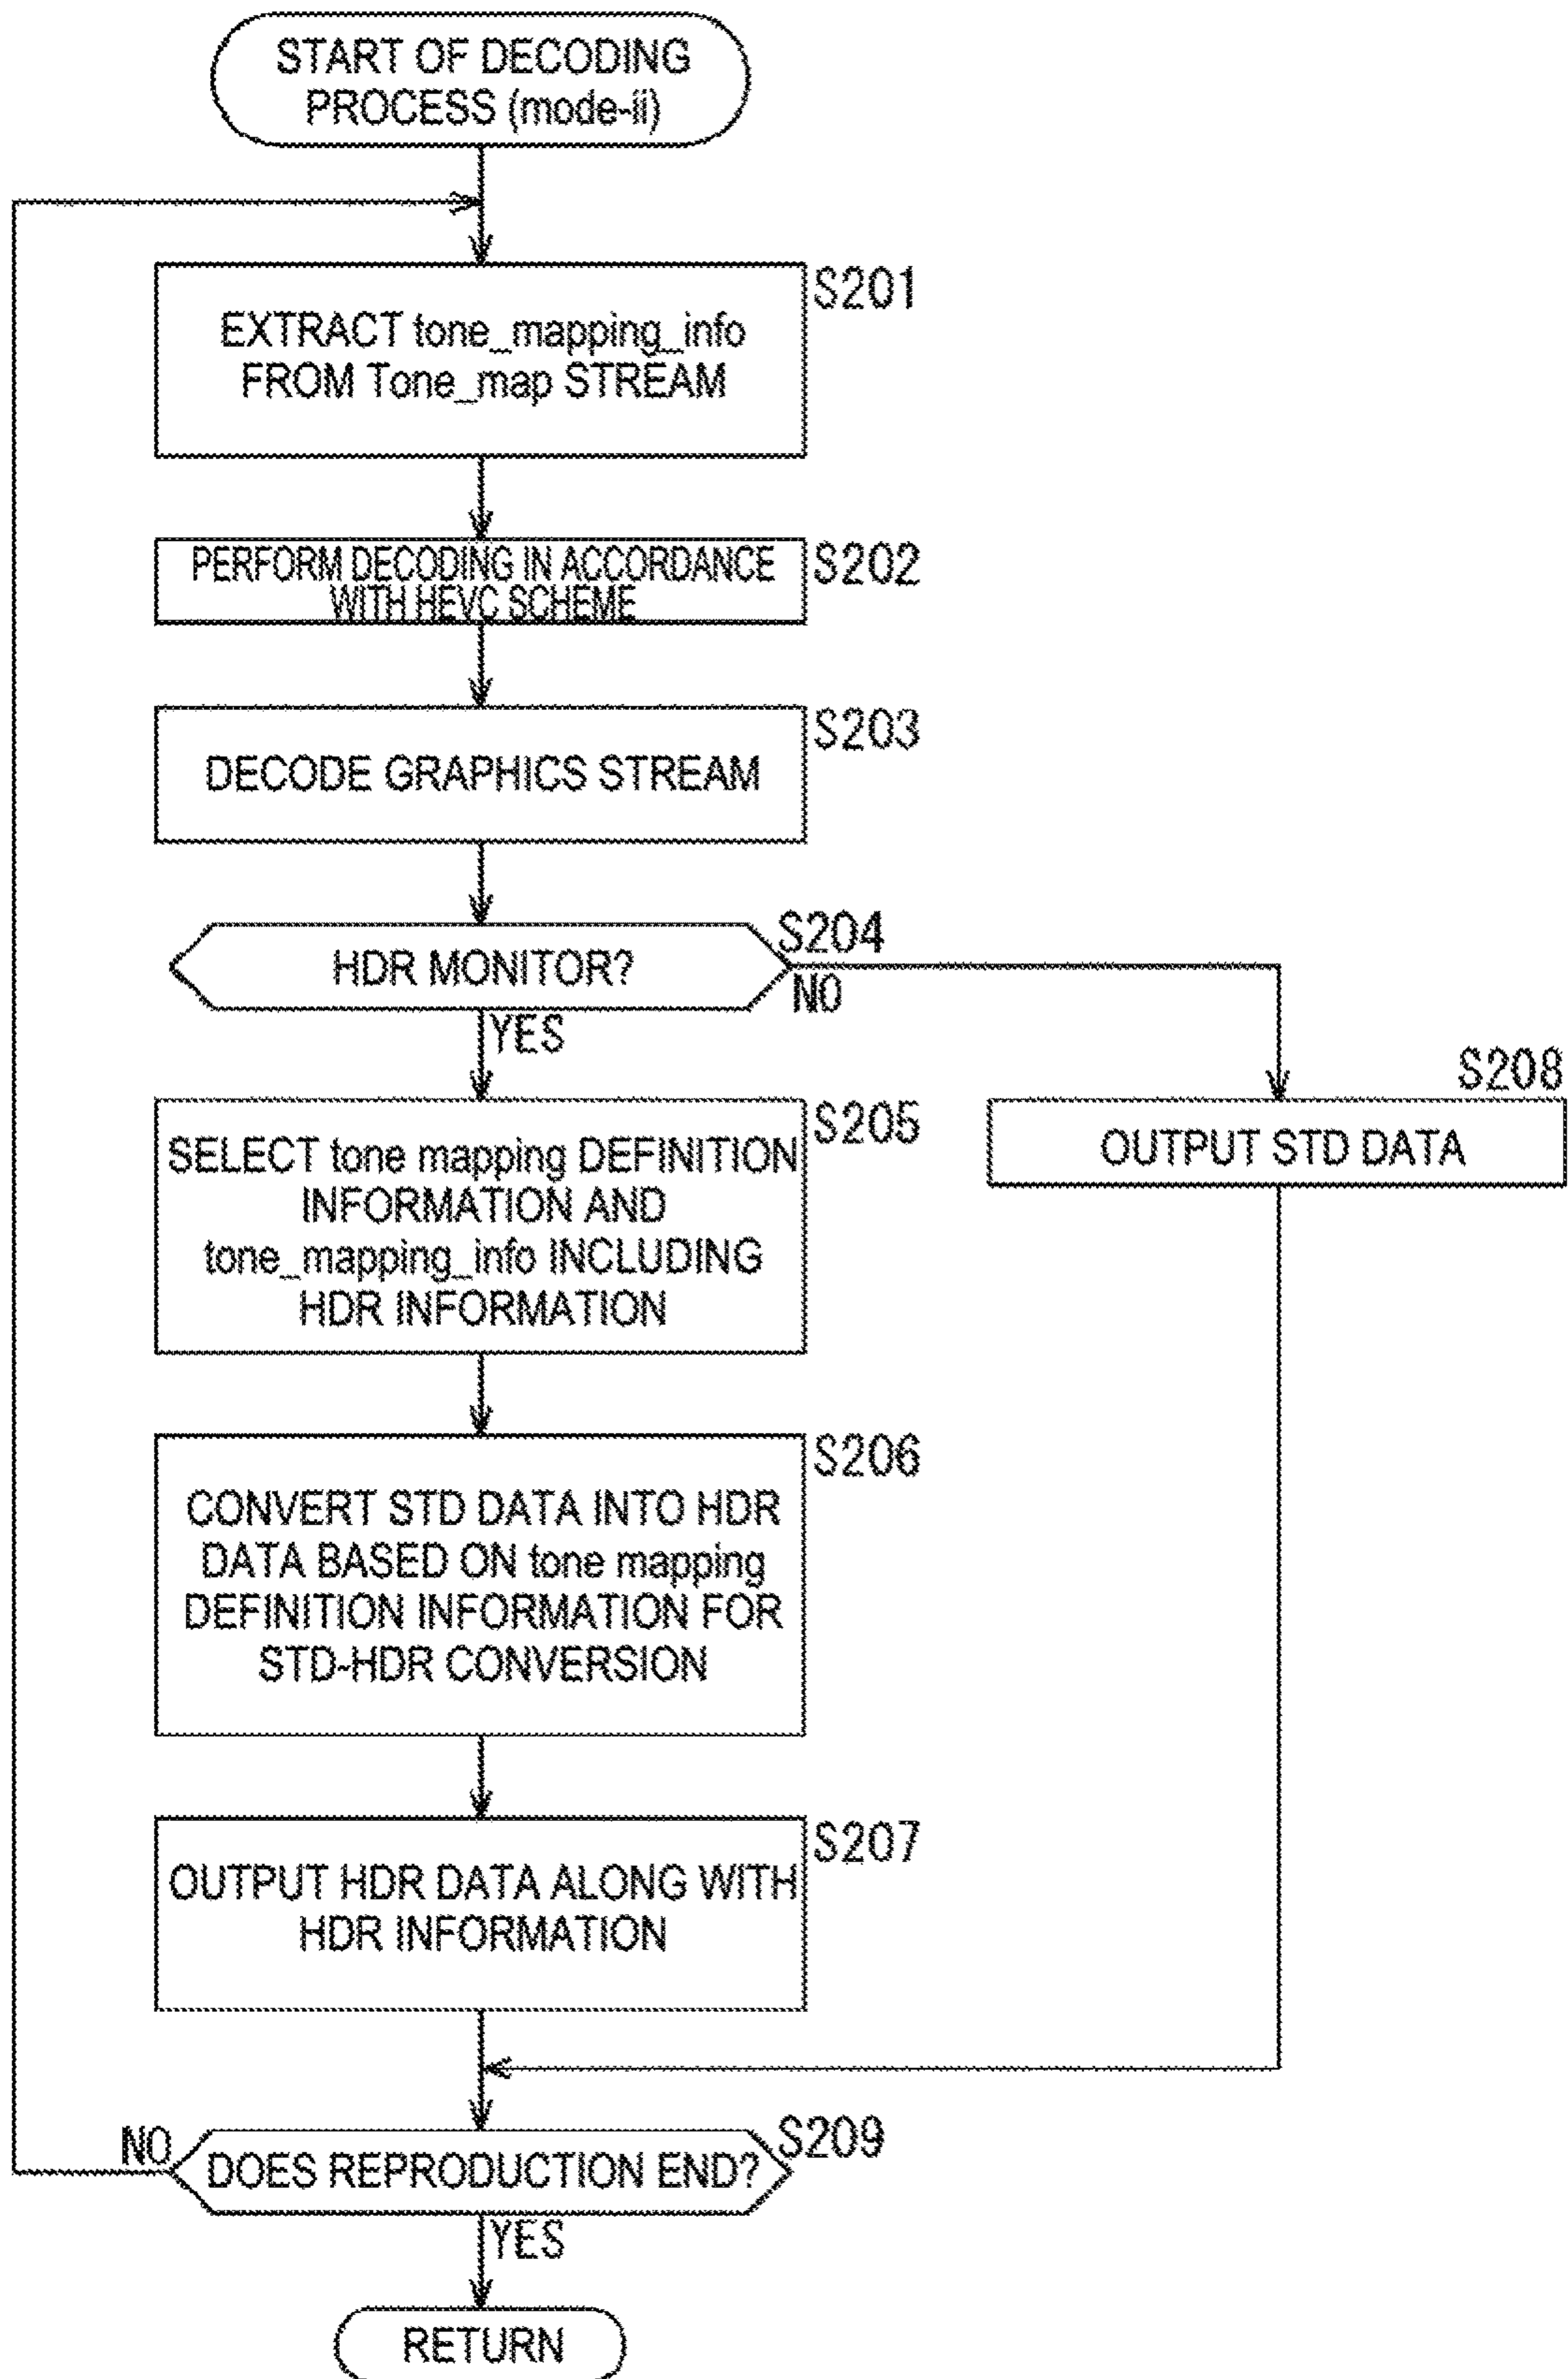 START OF DECODING
PROCESS (mode-ii)
S201
EXTRACT tone_mapping_info
FROM Tone_map STREAM
S202
PERFORM DECODING IN ACCORDANCE
WITH HEVC SCHEME
S203
DECODE GRAPHICS STREAM
S204
HDR MONITOR?
NO
YES
S205
SELECT tone mapping DEFINITION
INFORMATION AND
tone_mapping_info INCLUDING
HDR INFORMATION
S208
OUTPUT STD DATA
S206
CONVERT STD DATA INTO HDR
DATA BASED ON tone mapping
DEFINITION INFORMATION FOR
STD-HDR CONVERSION
S207
OUTPUT HDR DATA ALONG WITH
HDR INFORMATION
S209
NO
DOES REPRODUCTION END?
YES
RETURN